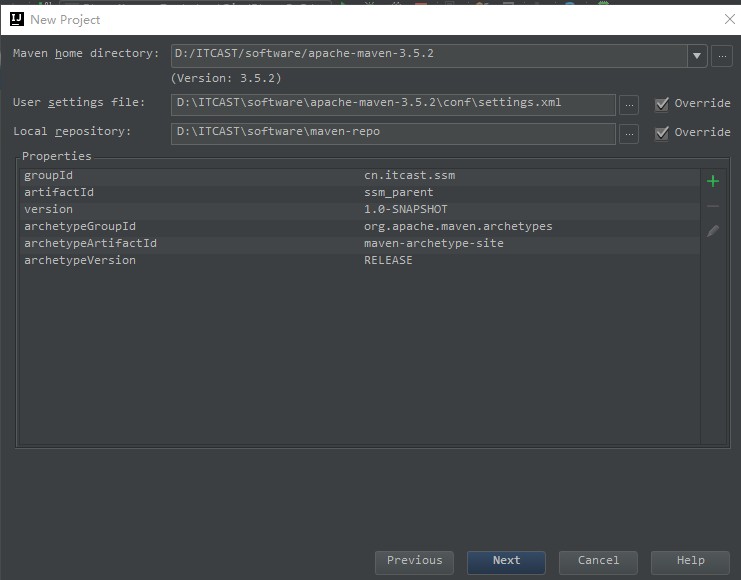 New Project
Maven home directory: D:/ITCAST/software/apache-maven-3.5.2 ...
(Version: 3.5.2)
User settings file: D:\ITCAST\software\apache-maven-3.5.2\conf\settings.xml ... Override
Local repository: D:\ITCAST\software\maven-repo ... Override
Properties
groupId cn.itcast.ssm
artifactId ssm_parent
version 1.0-SNAPSHOT
archetypeGroupId org.apache.maven.archetypes
archetypeArtifactId maven-archetype-site
archetypeVersion RELEASE
Previous Next Cancel Help